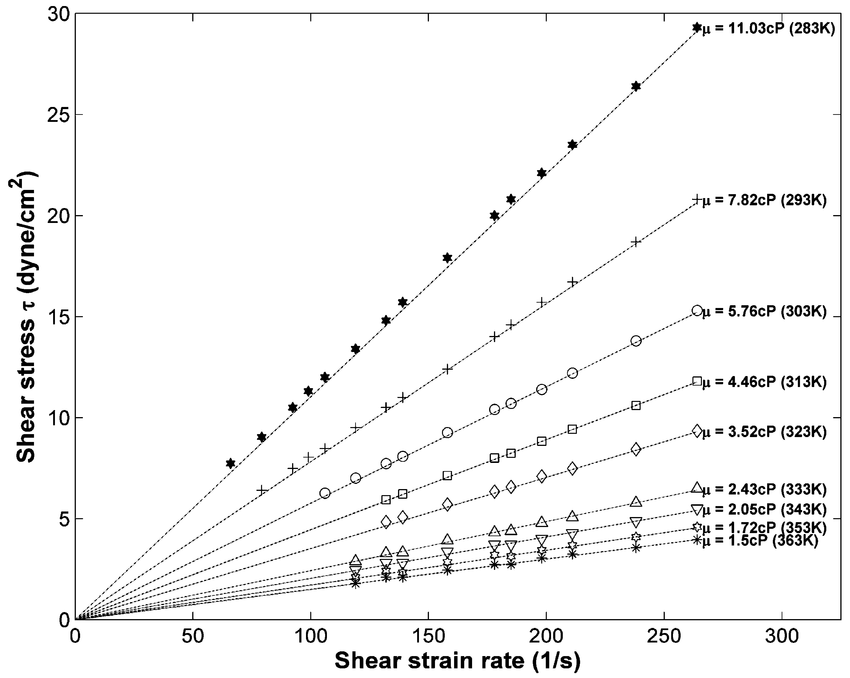 30
25
20
15
10
5
0
Shear stress τ (dyne/cm²)
μ = 11.03cP (283K)
μ = 7.82cP (293K)
μ = 5.76cP (303K)
μ = 4.46cP (313K)
μ = 3.52cP (323K)
μ = 2.43cP (333K)
μ = 2.05cP (343K)
μ = 1.72cP (353K)
μ = 1.5cP (363K)
0 50 100 150 200 250 300
Shear strain rate (1/s)